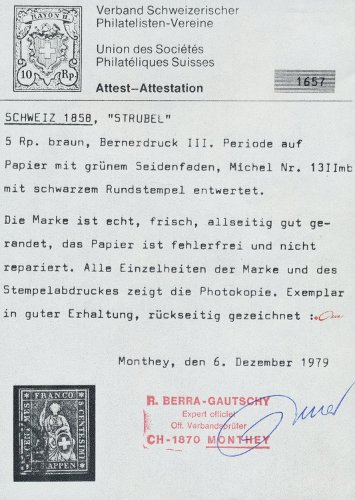 RAYON II
10 Rp.
Verband Schweizerischer
Philatelisten-Vereine
Union des Sociétés
Philatéliques Suisses
Attest–Attestation
1657
SCHWEIZ 1858, "STRUBEL"
5 Rp. braun, Bernerdruck III. Periode auf
Papier mit grünem Seidenfaden, Michel Nr. 13IImb
mit schwarzem Rundstempel entwertet.
Die Marke ist echt, frisch, allseitig gut ge-
randet, das Papier ist fehlerfrei und nicht
repariert. Alle Einzelheiten der Marke und des
Stempelabdruckes zeigt die Photokopie. Exemplar
in guter Erhaltung, rückseitig gezeichnet :
Monthey, den 6. Dezember 1979
FRANCO
5 CENTESIMI
RAPPEN
CENTIMES
R. BERRA-GAUTSCHY
Expert officiel
Off. Verbandsprüfer
CH-1870 MONTHEY